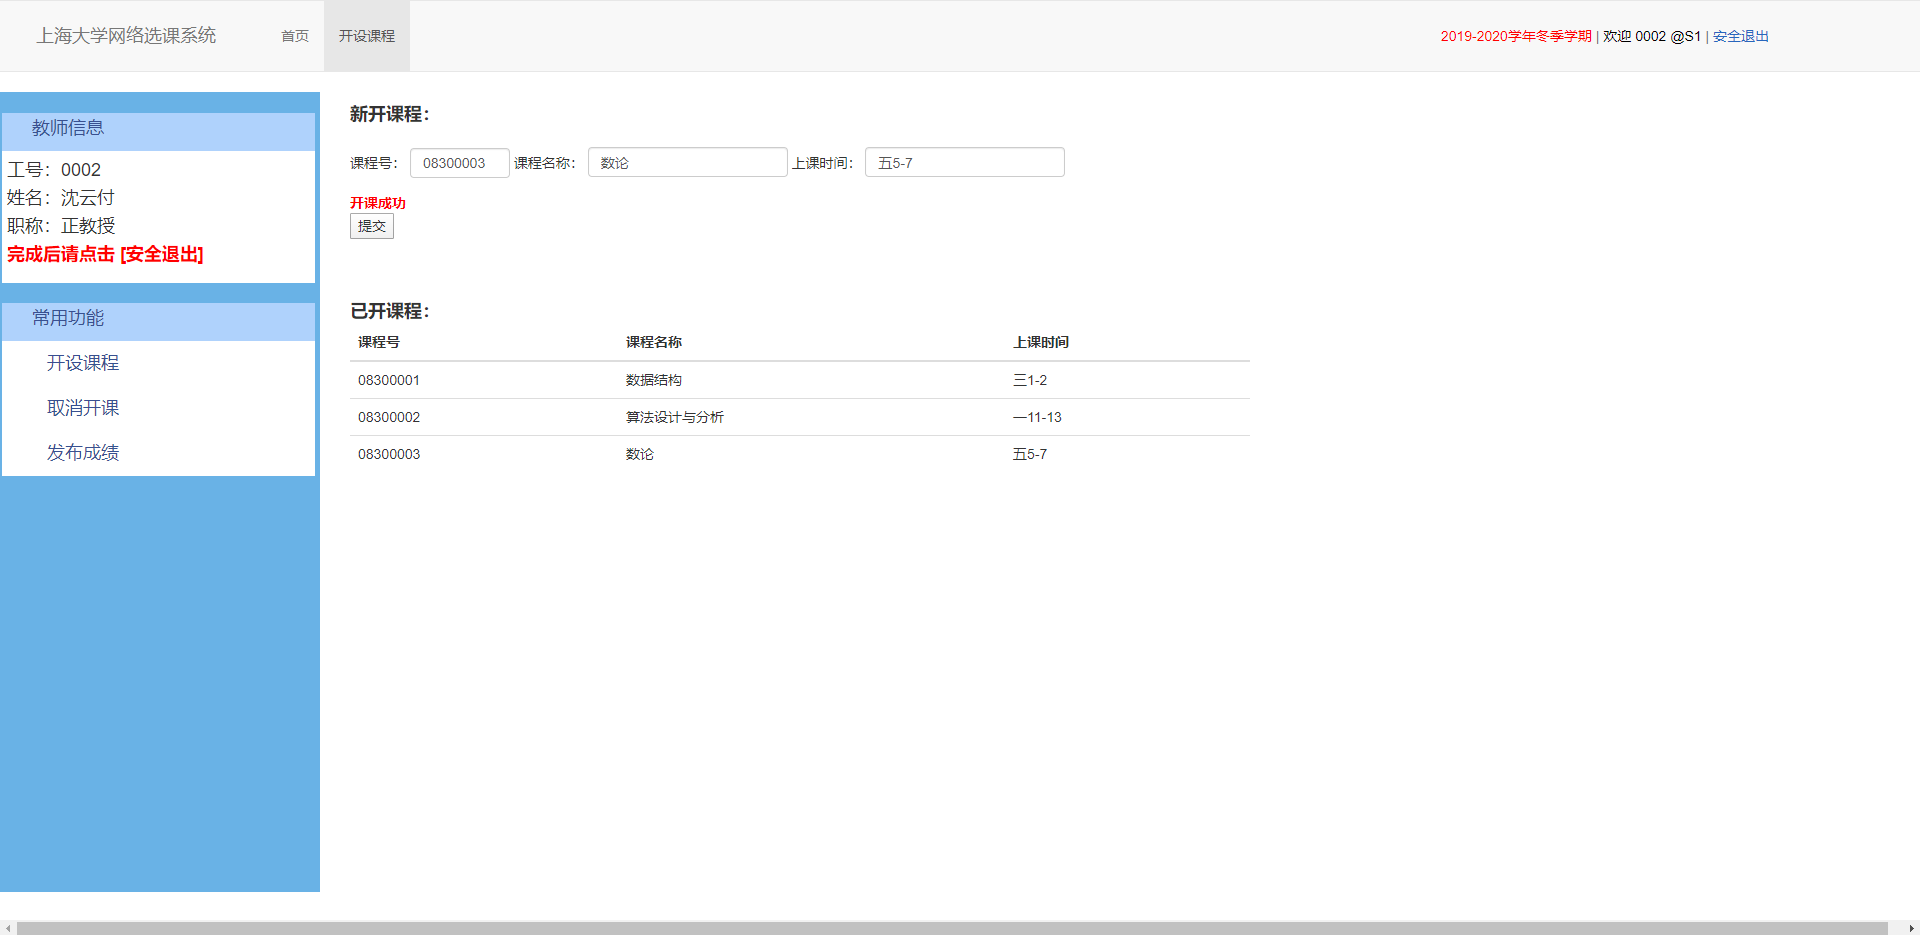 上海大学网络选课系统 首页 开设课程 2019-2020学年冬季学期 | 欢迎 0002 @S1 | 安全退出
教师信息
工号：0002
姓名：沈云付
职称：正教授
完成后请点击 [安全退出]
常用功能
开设课程
取消开课
发布成绩
新开课程：
课程号： 08300003 课程名称： 数论 上课时间： 五5-7
开课成功
提交
已开课程：
课程号 课程名称 上课时间
08300001 数据结构 三1-2
08300002 算法设计与分析 一11-13
08300003 数论 五5-7